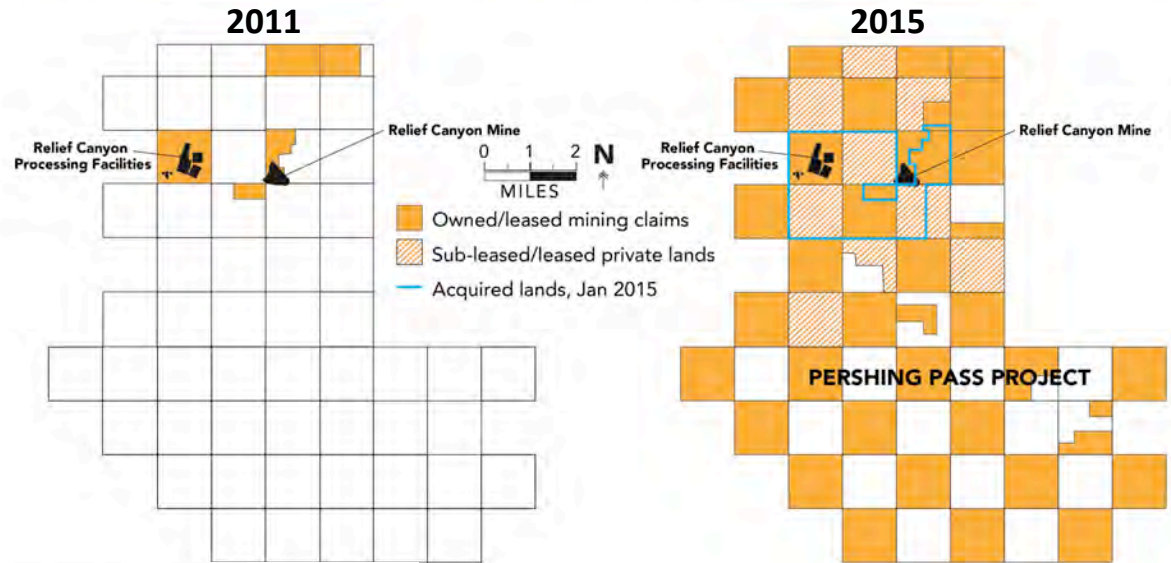 2011
2015
Relief Canyon Mine
Relief Canyon
Processing Facilities
0 1 2
MILES
N
Owned/leased mining claims
Sub-leased/leased private lands
Acquired lands, Jan 2015
Relief Canyon Mine
Relief Canyon
Processing Facilities
PERSHING PASS PROJECT